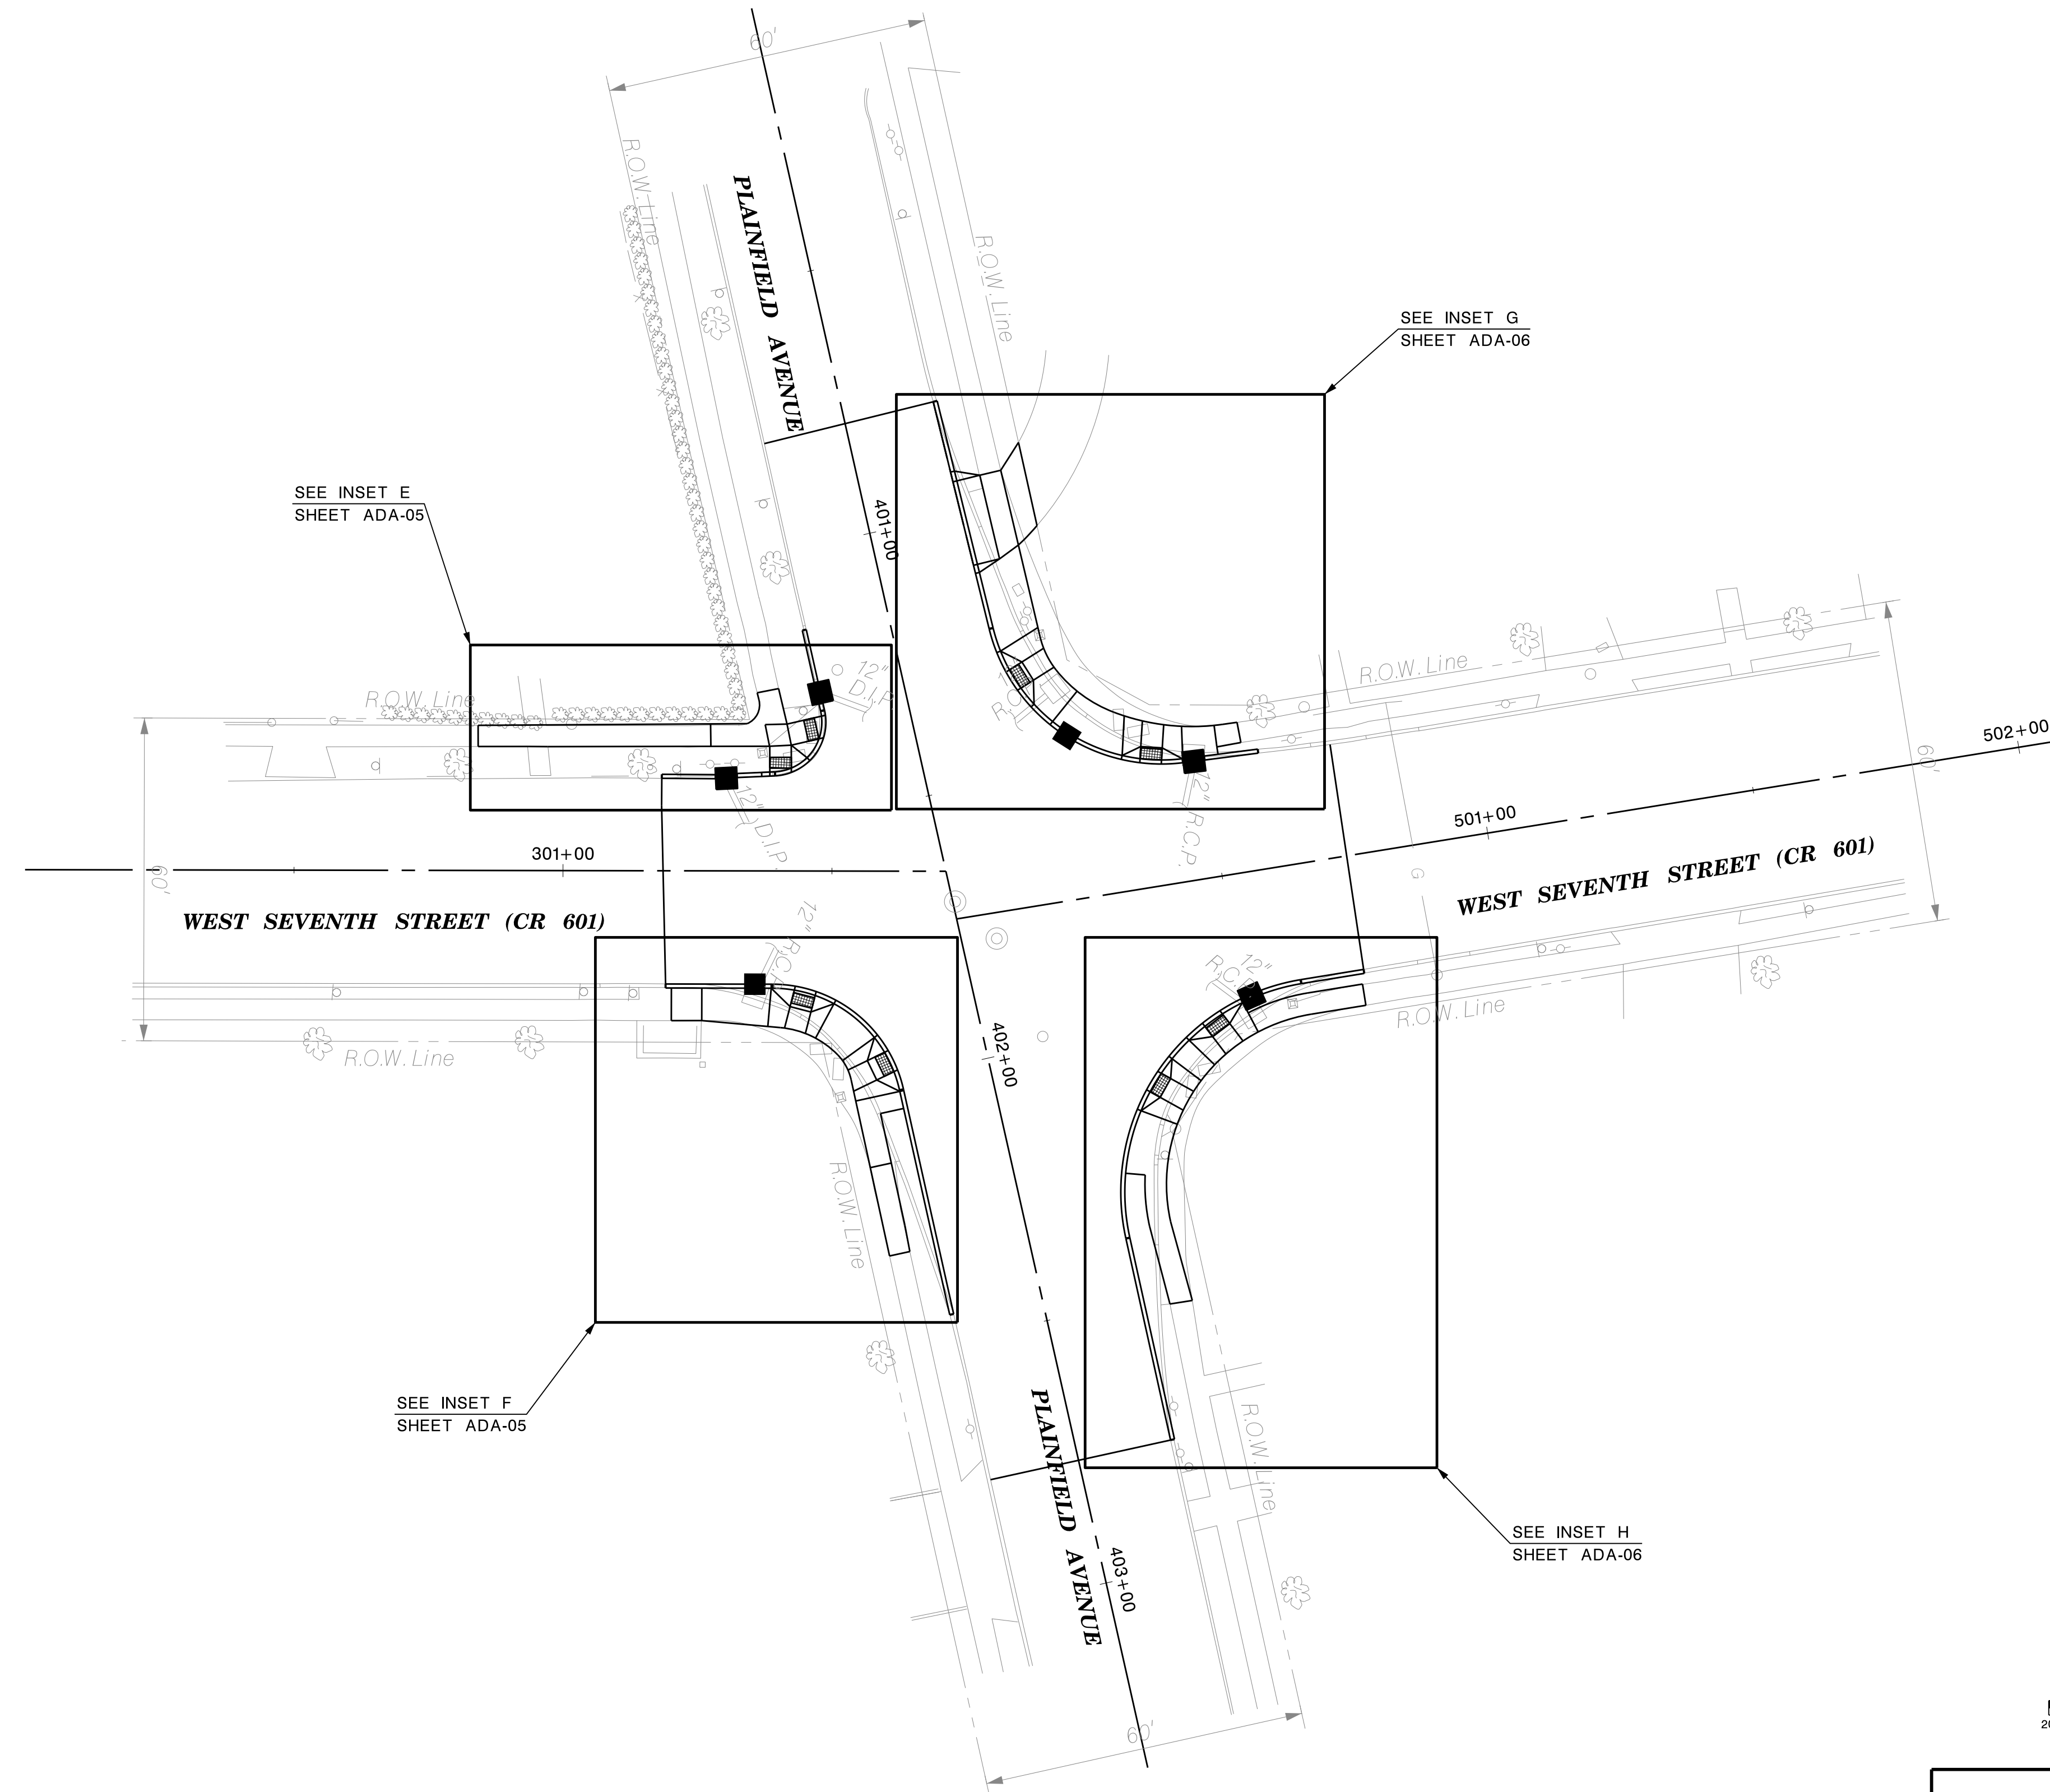 60'
R.O.W. Line
PLAINFIELD AVENUE
R.O.W. Line
SEE INSET G
SHEET ADA-06
SEE INSET E
SHEET ADA-05
401+00
R.O.W. Line
12"
D.I.P.
R.O.W. Line
502+00
60'
12"
D.I.P.
12"
R.C.P.
501+00
301+00
60'
WEST SEVENTH STREET (CR 601)
WEST SEVENTH STREET (CR 601)
G
12"
R.C.P.
12"
R.C.P.
R.O.W. Line
R.O.W. Line
402+00
R.O.W. Line
SEE INSET F
SHEET ADA-05
PLAINFIELD AVENUE
R.O.W. Line
SEE INSET H
SHEET ADA-06
403+00
60'